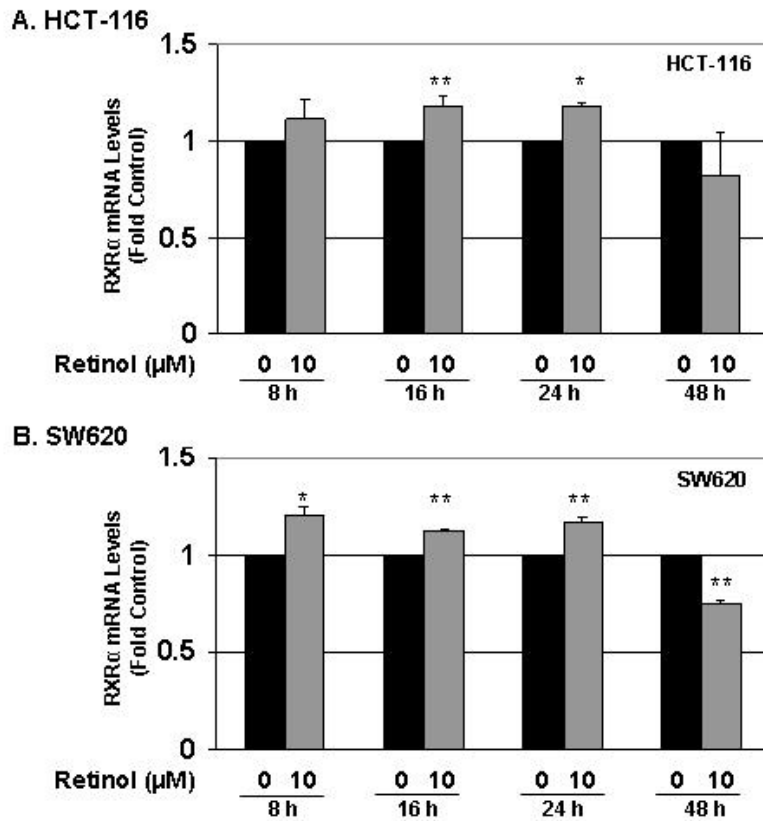 A. HCT-116
1.5
HCT-116
** *
1
0.5
0
RXRα mRNA Levels
(Fold Control)
Retinol (µM) 0 10 0 10 0 10 0 10
8 h 16 h 24 h 48 h
B. SW620
1.5
SW620
* ** **
1
**
0.5
0
RXRα mRNA Levels
(Fold Control)
Retinol (µM) 0 10 0 10 0 10 0 10
8 h 16 h 24 h 48 h